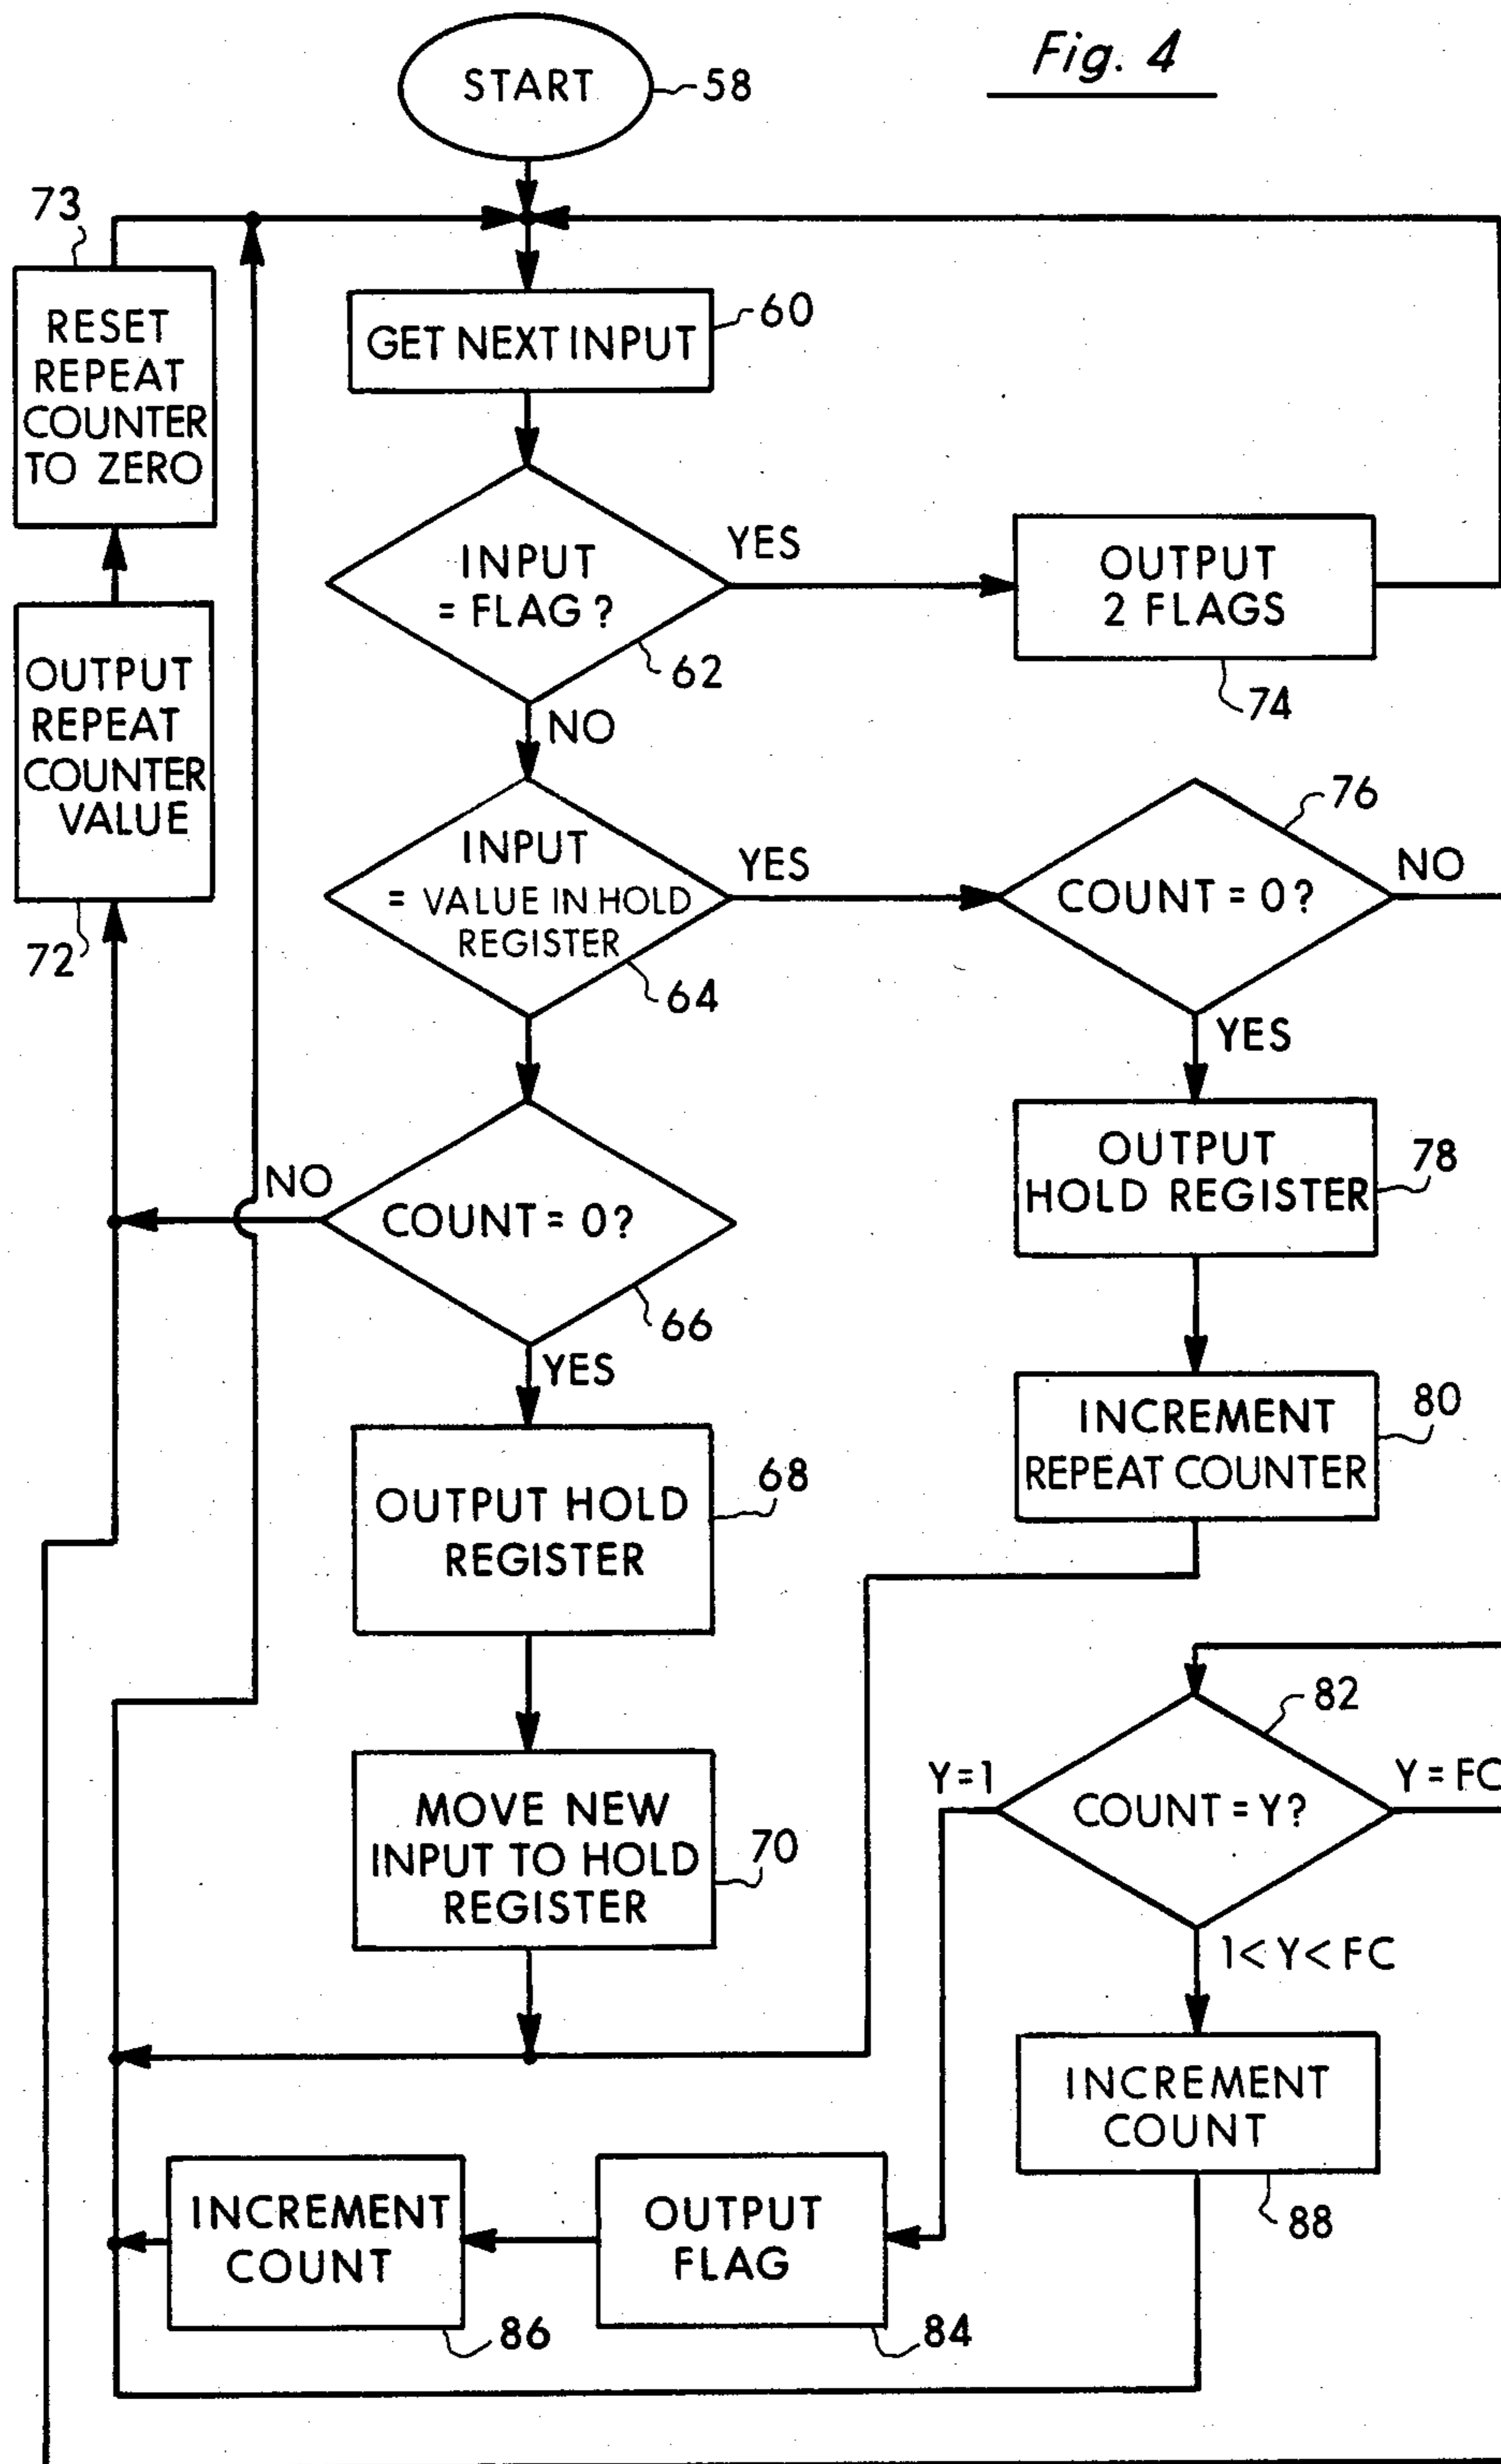 Fig. 4
START
58
73
RESET
REPEAT
COUNTER
TO ZERO
GET NEXT INPUT
60
INPUT
= FLAG ?
62
YES
NO
OUTPUT
2 FLAGS
74
OUTPUT
REPEAT
COUNTER
VALUE
72
INPUT
= VALUE IN HOLD
REGISTER
64
YES
COUNT = 0?
76
NO
YES
COUNT = 0?
66
NO
YES
OUTPUT
HOLD REGISTER
78
INCREMENT
REPEAT COUNTER
80
OUTPUT HOLD
REGISTER
68
MOVE NEW
INPUT TO HOLD
REGISTER
70
COUNT = Y?
82
Y=1
Y=FC
1<Y<FC
INCREMENT
COUNT
88
OUTPUT
FLAG
84
INCREMENT
COUNT
86